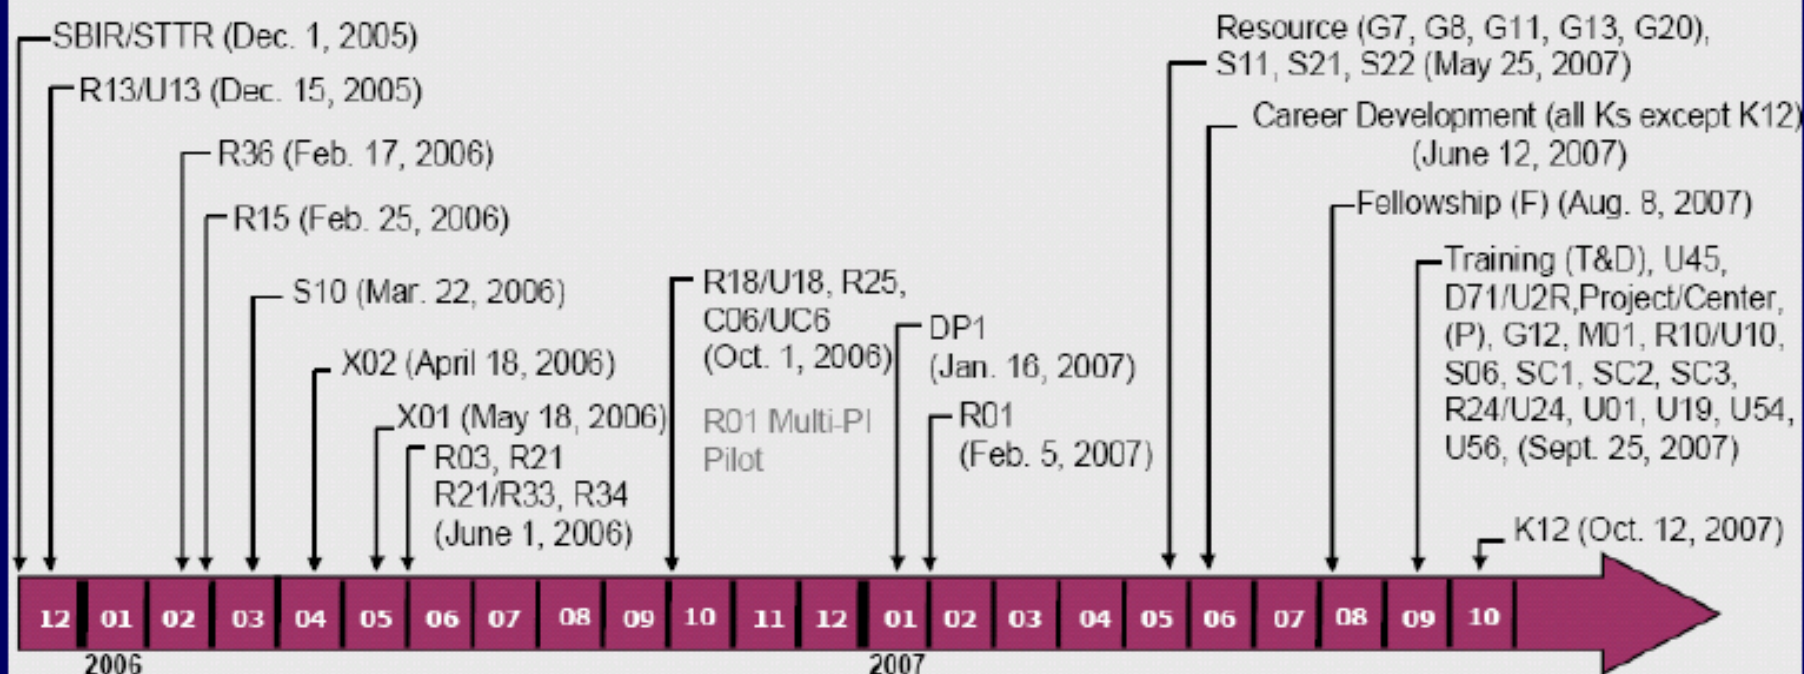 SBIR/STTR (Dec. 1, 2005)
R13/U13 (Dec. 15, 2005)
R36 (Feb. 17, 2006)
R15 (Feb. 25, 2006)
S10 (Mar. 22, 2006)
X02 (April 18, 2006)
X01 (May 18, 2006)
R03, R21
R21/R33, R34
(June 1, 2006)
R18/U18, R25,
C06/UC6
(Oct. 1, 2006)
R01 Multi-PI
Pilot
DP1
(Jan. 16, 2007)
R01
(Feb. 5, 2007)
Resource (G7, G8, G11, G13, G20),
S11, S21, S22 (May 25, 2007)
Career Development (all Ks except K12)
(June 12, 2007)
Fellowship (F) (Aug. 8, 2007)
Training (T&D), U45,
D71/U2R,Project/Center,
(P), G12, M01, R10/U10,
S06, SC1, SC2, SC3,
R24/U24, U01, U19, U54,
U56, (Sept. 25, 2007)
K12 (Oct. 12, 2007)
12 01 02 03 04 05 06 07 08 09 10 11 12 01 02 03 04 05 06 07 08 09 10
2006 2007